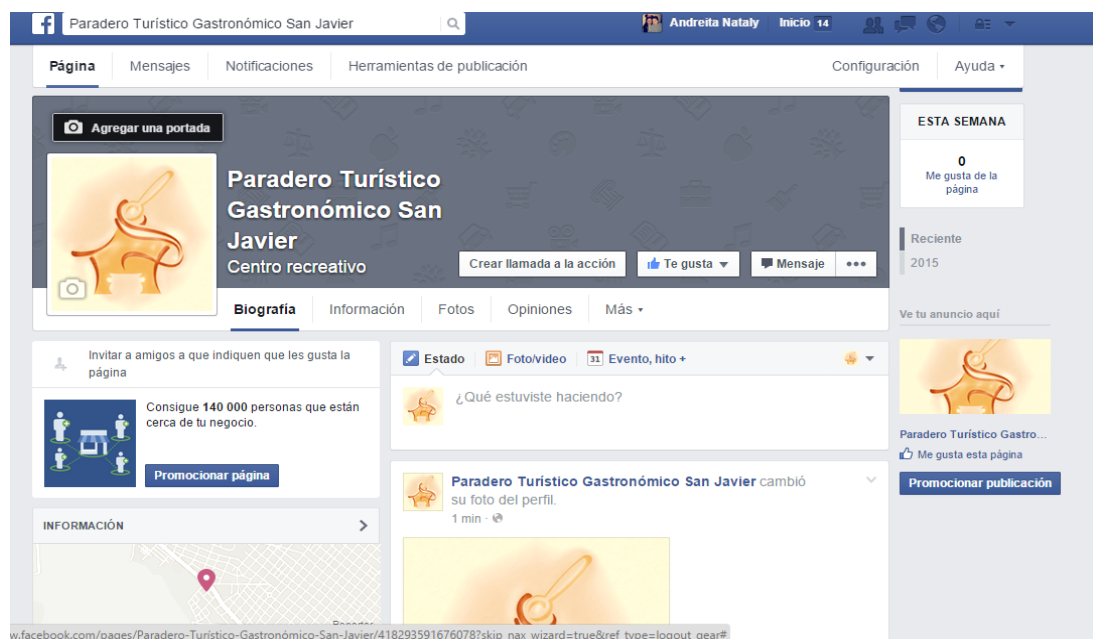 Paradero Turístico Gastronómico San Javier
Andreita Nataly Inicio 14
Página Mensajes Notificaciones Herramientas de publicación Configuración Ayuda
Agregar una portada
Paradero Turístico
Gastronómico San
Javier
Centro recreativo
Crear llamada a la acción Te gusta Mensaje •••
Biografía Información Fotos Opiniones Más
ESTA SEMANA
0
Me gusta de la
página
Reciente
2015
Ve tu anuncio aquí
Paradero Turístico Gastro...
Me gusta esta página
Promocionar publicación
Invitar a amigos a que indiquen que les gusta la
página
Consigue 140 000 personas que están
cerca de tu negocio.
Promocionar página
INFORMACIÓN
Estado Foto/video 31 Evento, hito +
¿Qué estuviste haciendo?
Paradero Turístico Gastronómico San Javier cambió
su foto del perfil.
1 min ·
w.facebook.com/pages/Paradero-Turístico-Gastronómico-San-Javier/418293591676078?skip_nax_wizard=true&ref_type=logout_gear#